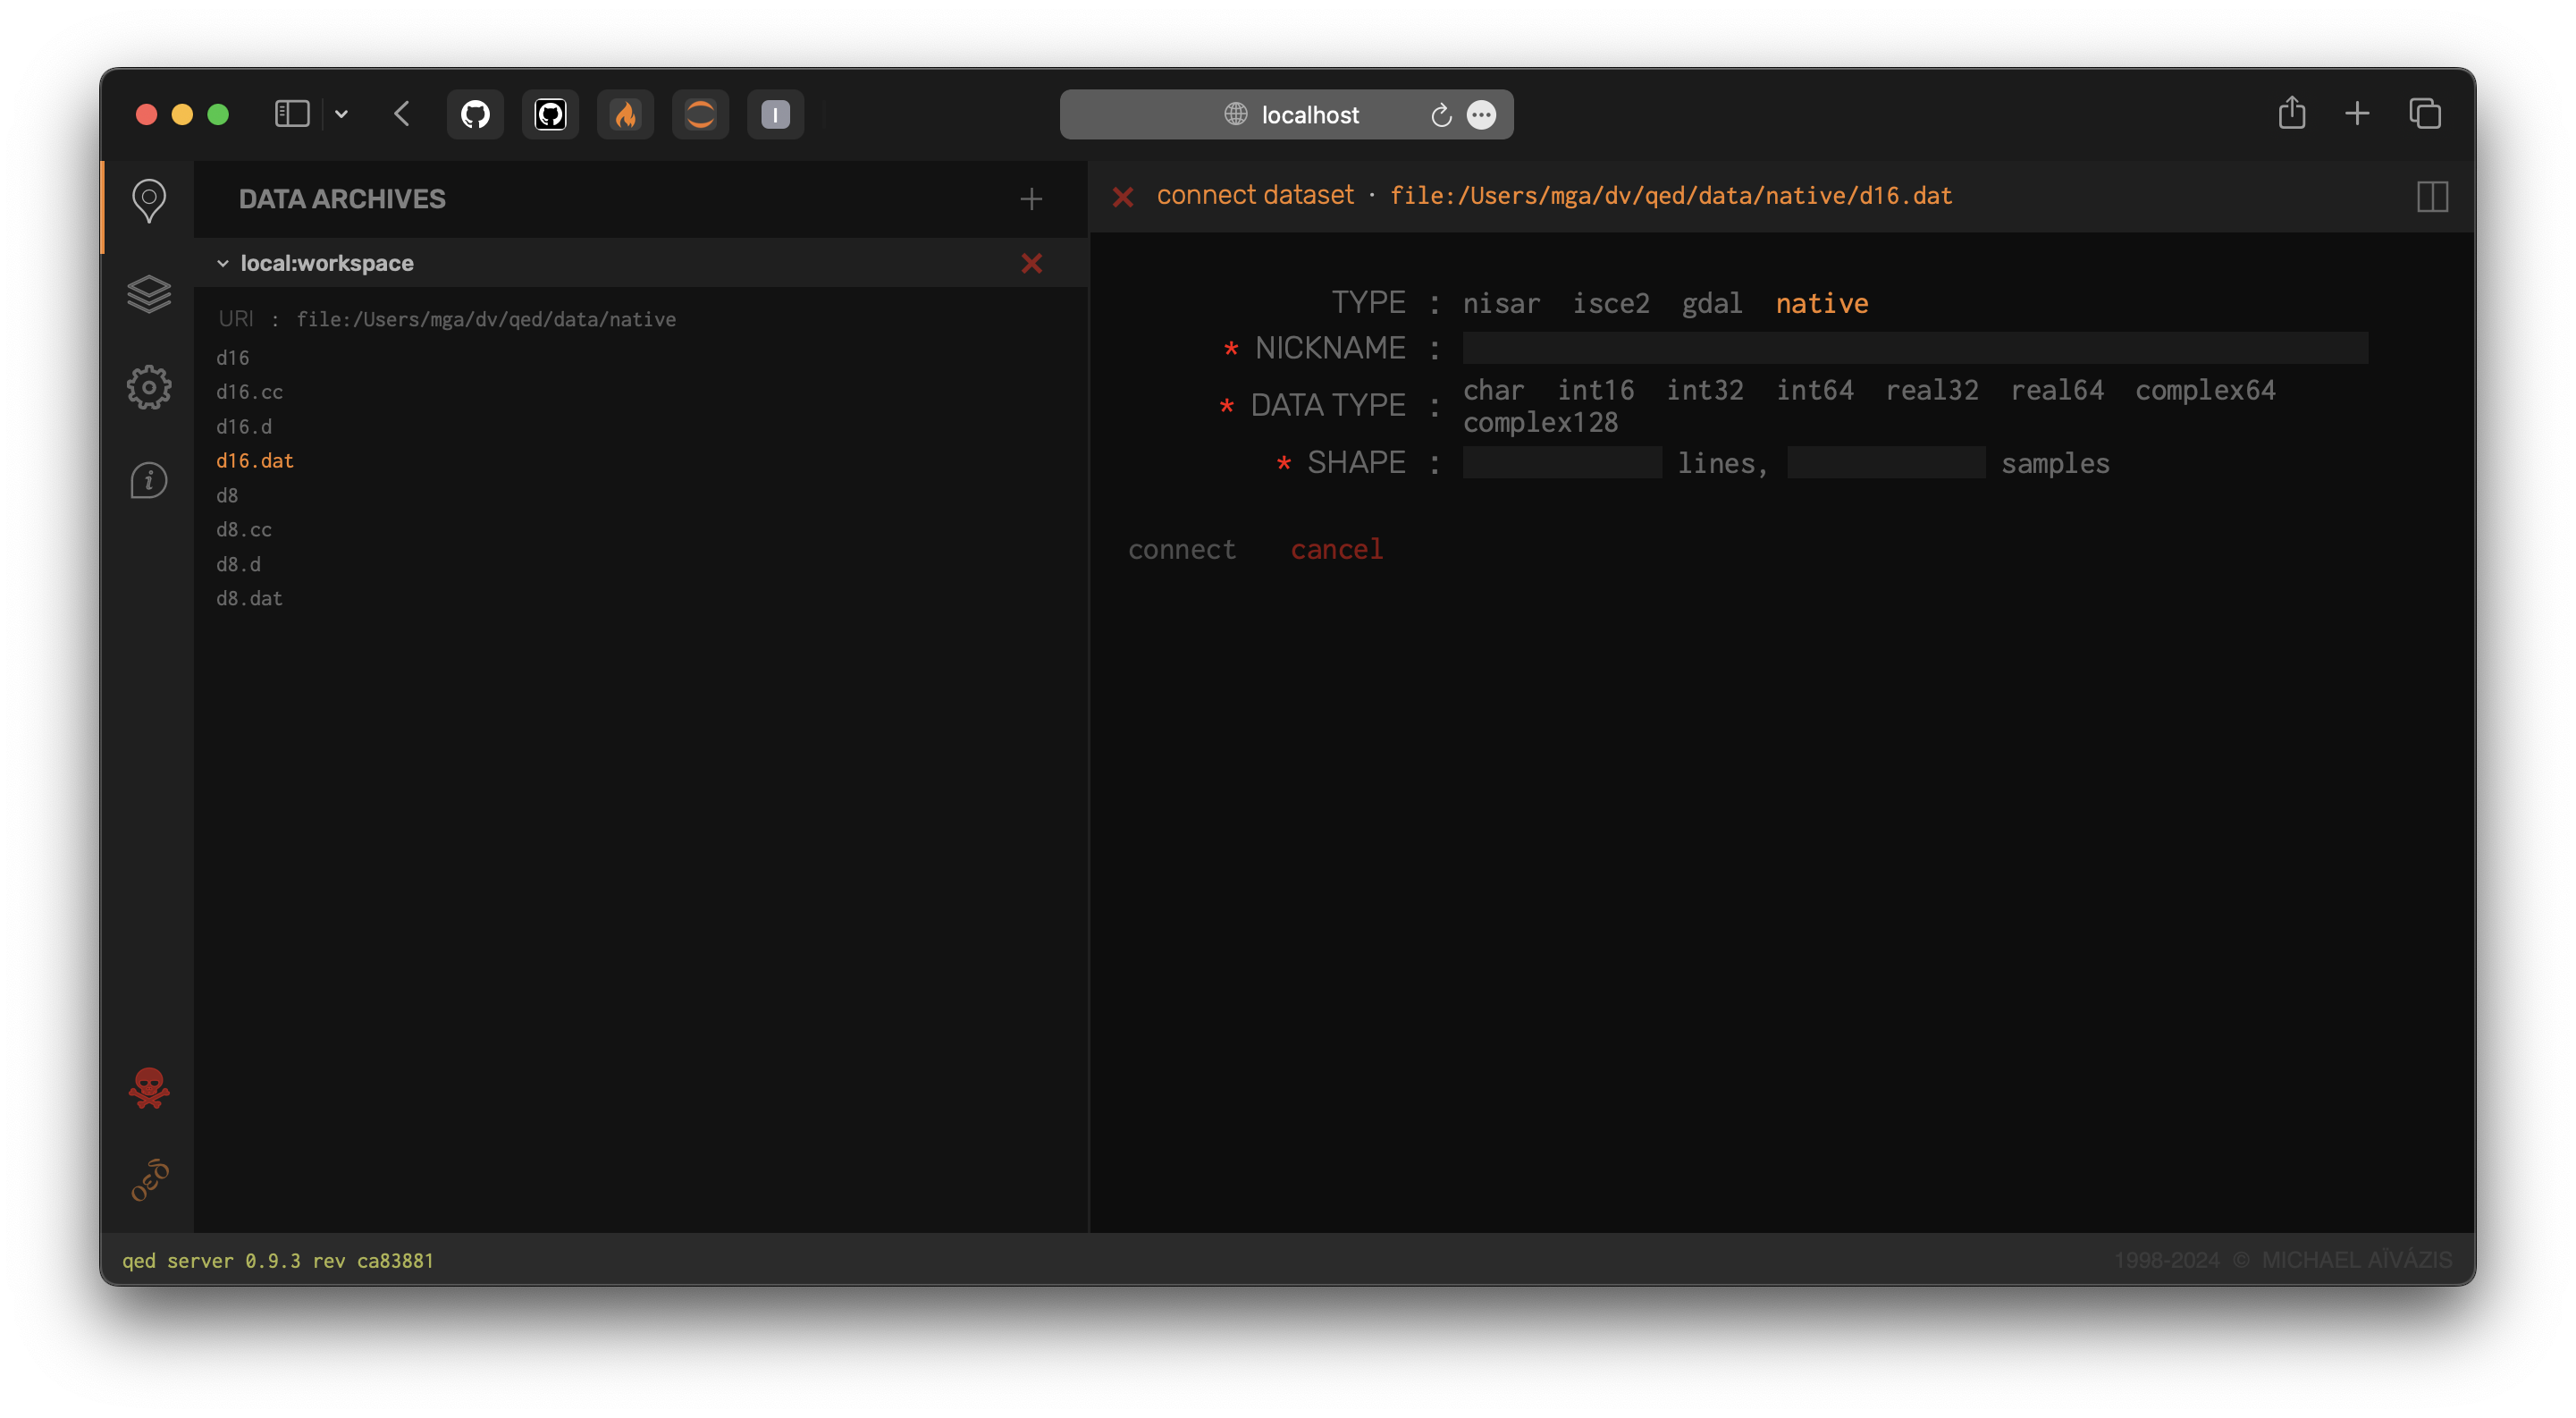 localhost
DATA ARCHIVES
local:workspace
URI : file:/Users/mga/dv/qed/data/native
d16
d16.cc
d16.d
d16.dat
d8
d8.cc
d8.d
d8.dat
connect dataset · file:/Users/mga/dv/qed/data/native/d16.dat
TYPE : nisar isce2 gdal native
* NICKNAME :
* DATA TYPE : char int16 int32 int64 real32 real64 complex64
complex128
* SHAPE : lines, samples
connect cancel
qed server 0.9.3 rev ca83881
1998-2024 © MICHAEL AÏVÁZIS